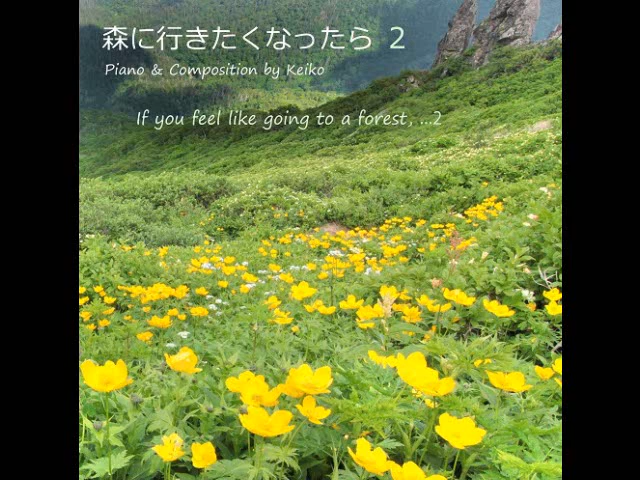 森に行きたくなったら 2
Piano & Composition by Keiko
If you feel like going to a forest, ...2